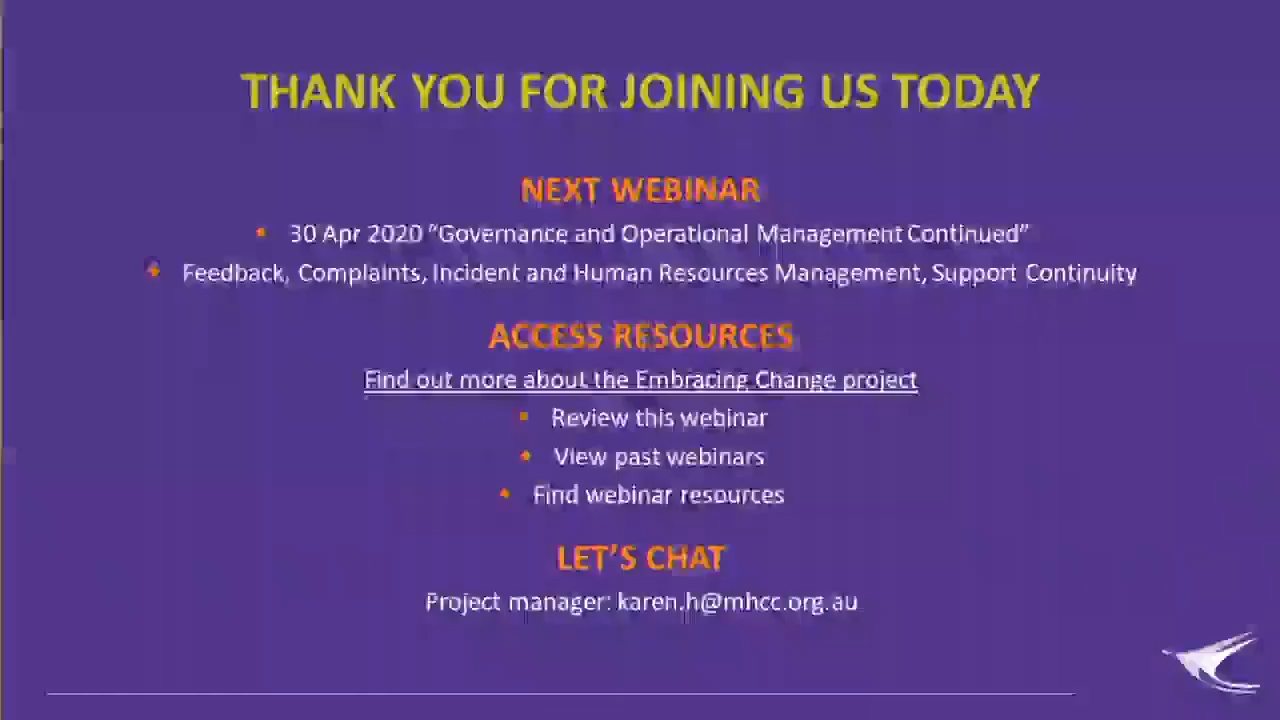 THANK YOU FOR JOINING US TODAY
NEXT WEBINAR
• 30 Apr 2020 "Governance and Operational Management Continued"
• Feedback, Complaints, Incident and Human Resources Management, Support Continuity
ACCESS RESOURCES
Find out more about the Embracing Change project
• Review this webinar
• View past webinars
• Find webinar resources
LET'S CHAT
Project manager: karen.h@mhcc.org.au